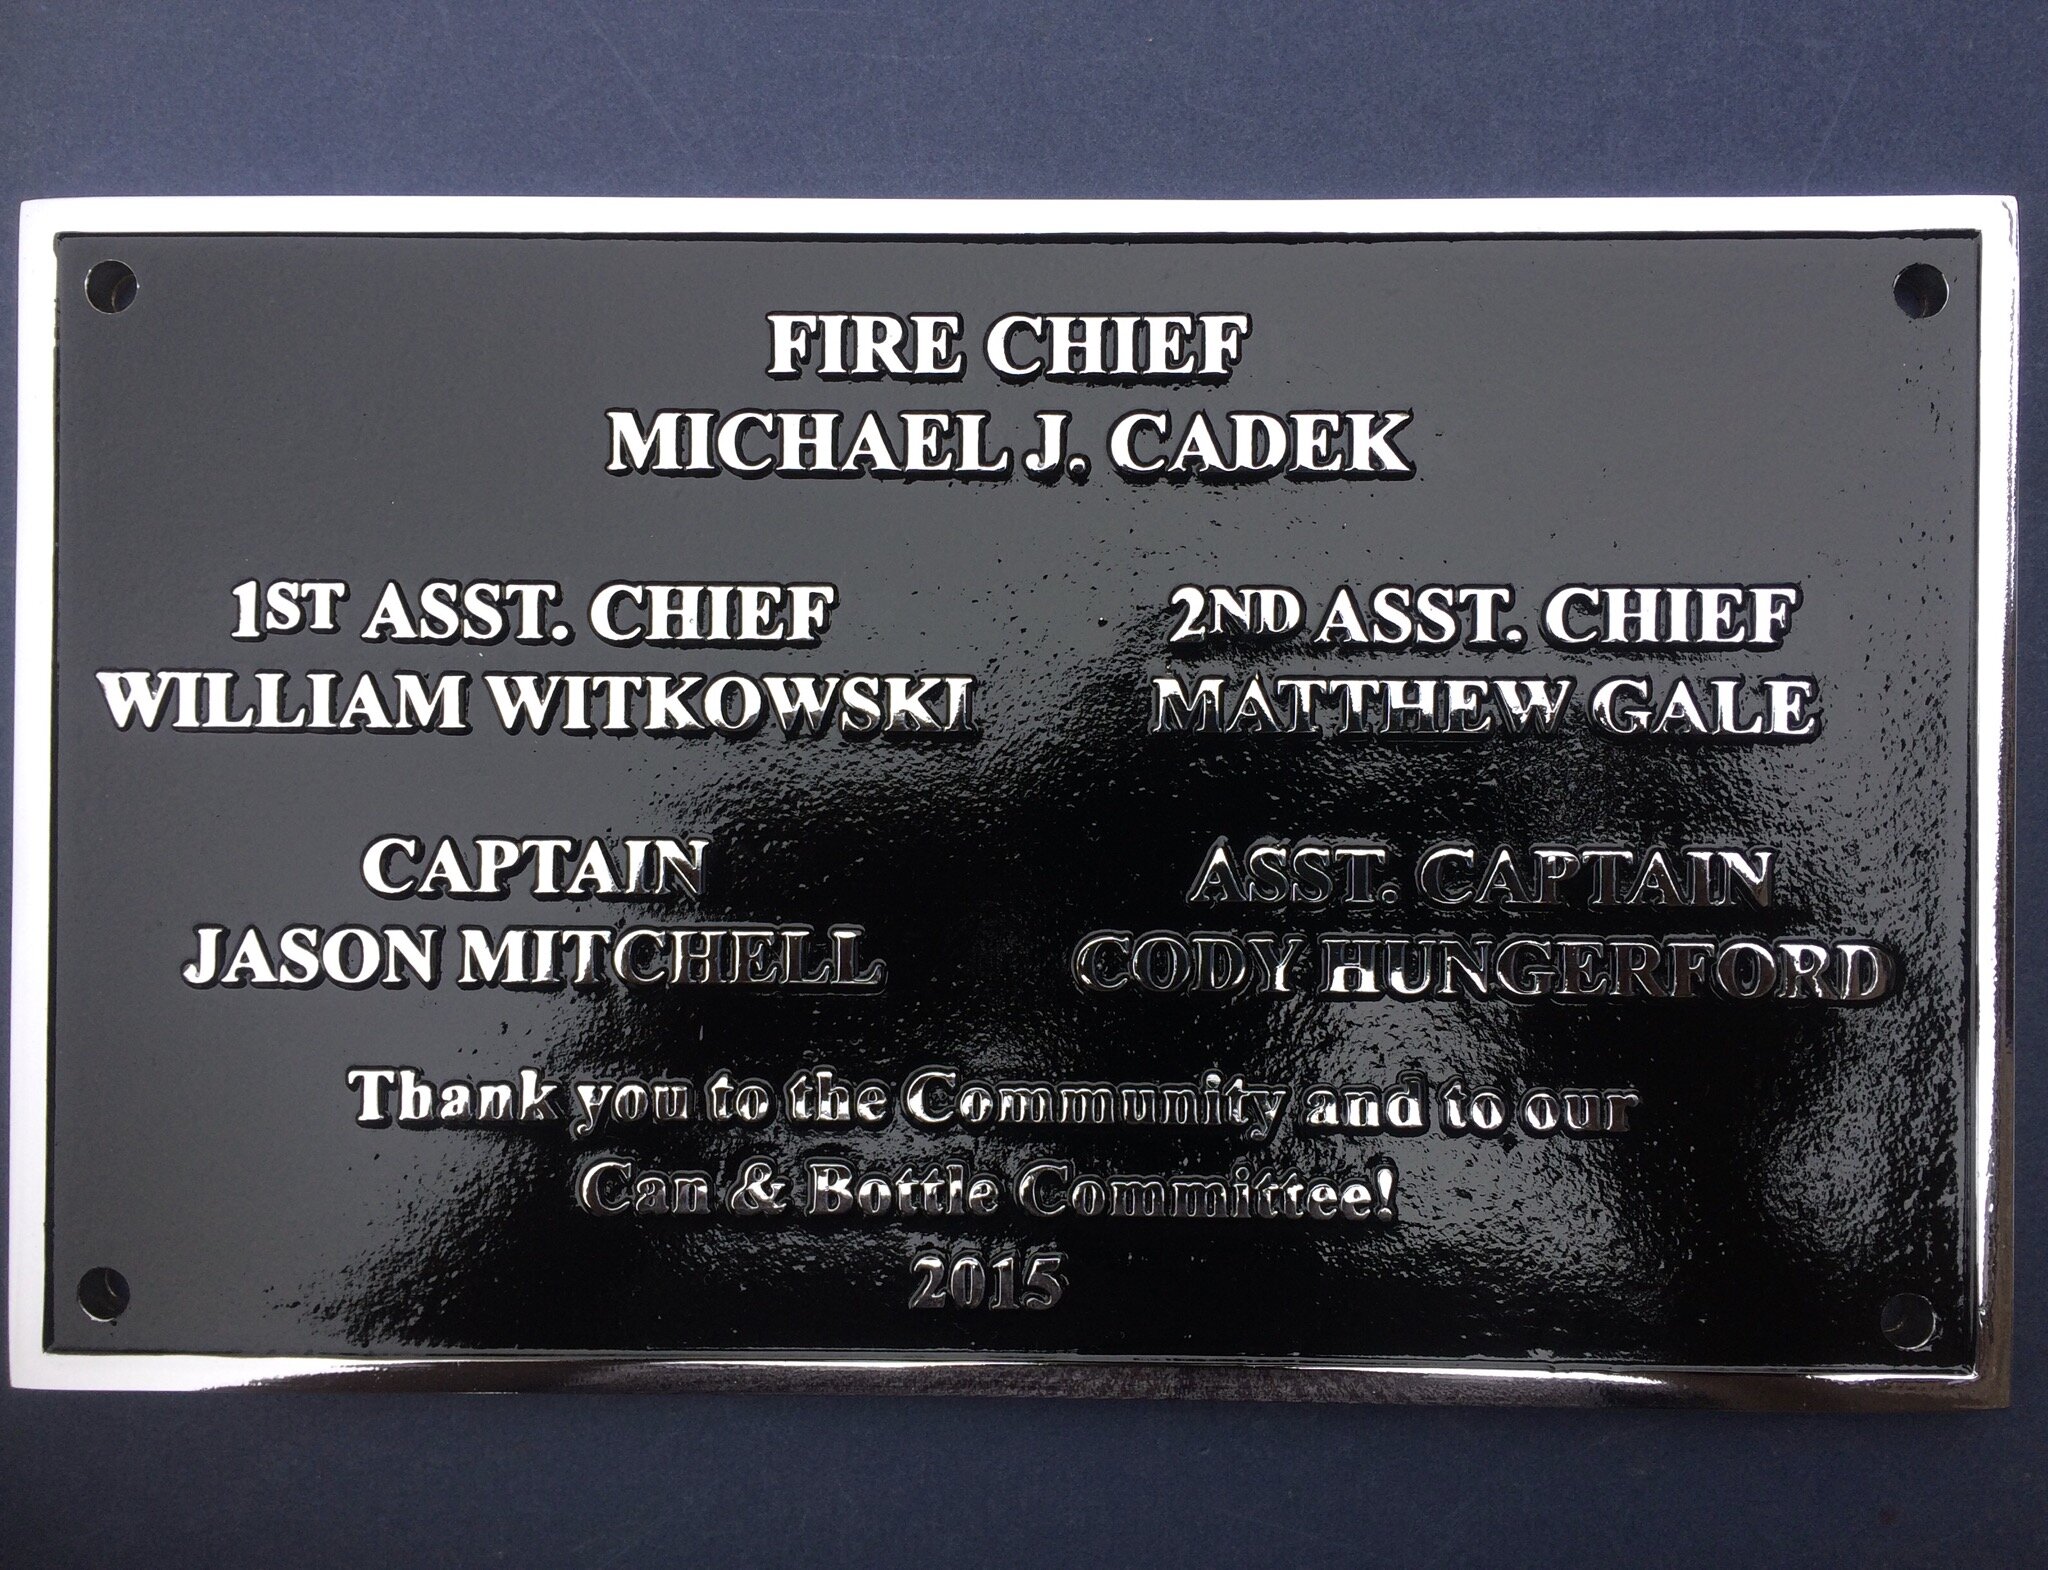 FIRE CHIEF
MICHAEL J. CADEK
1ST ASST. CHIEF
WILLIAM WITKOWSKI
2ND ASST. CHIEF
MATTHEW GALE
CAPTAIN
JASON MITCHELL
ASST. CAPTAIN
CODY HUNGERFORD
Thank you to the Community and to our
Can & Bottle Committee!
2015